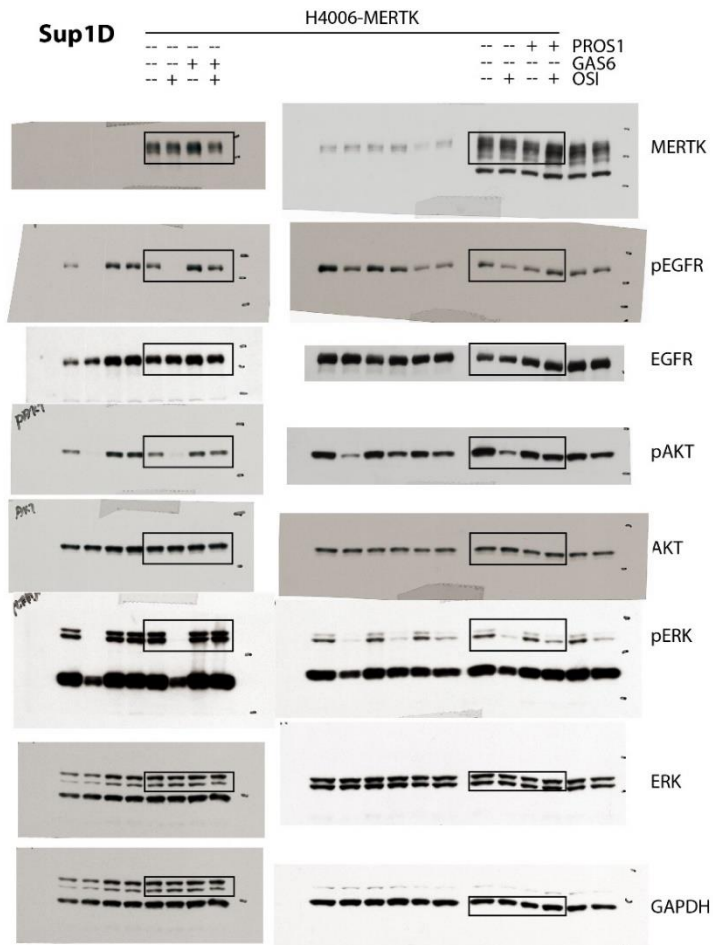 Sup1D
H4006-MERTK
-- -- -- -- -- -- + + PROS1
-- -- + + -- -- -- -- GAS6
-- + -- + -- + -- + OSI
MERTK
pEGFR
EGFR
pAKT
AKT
pERK
ERK
GAPDH